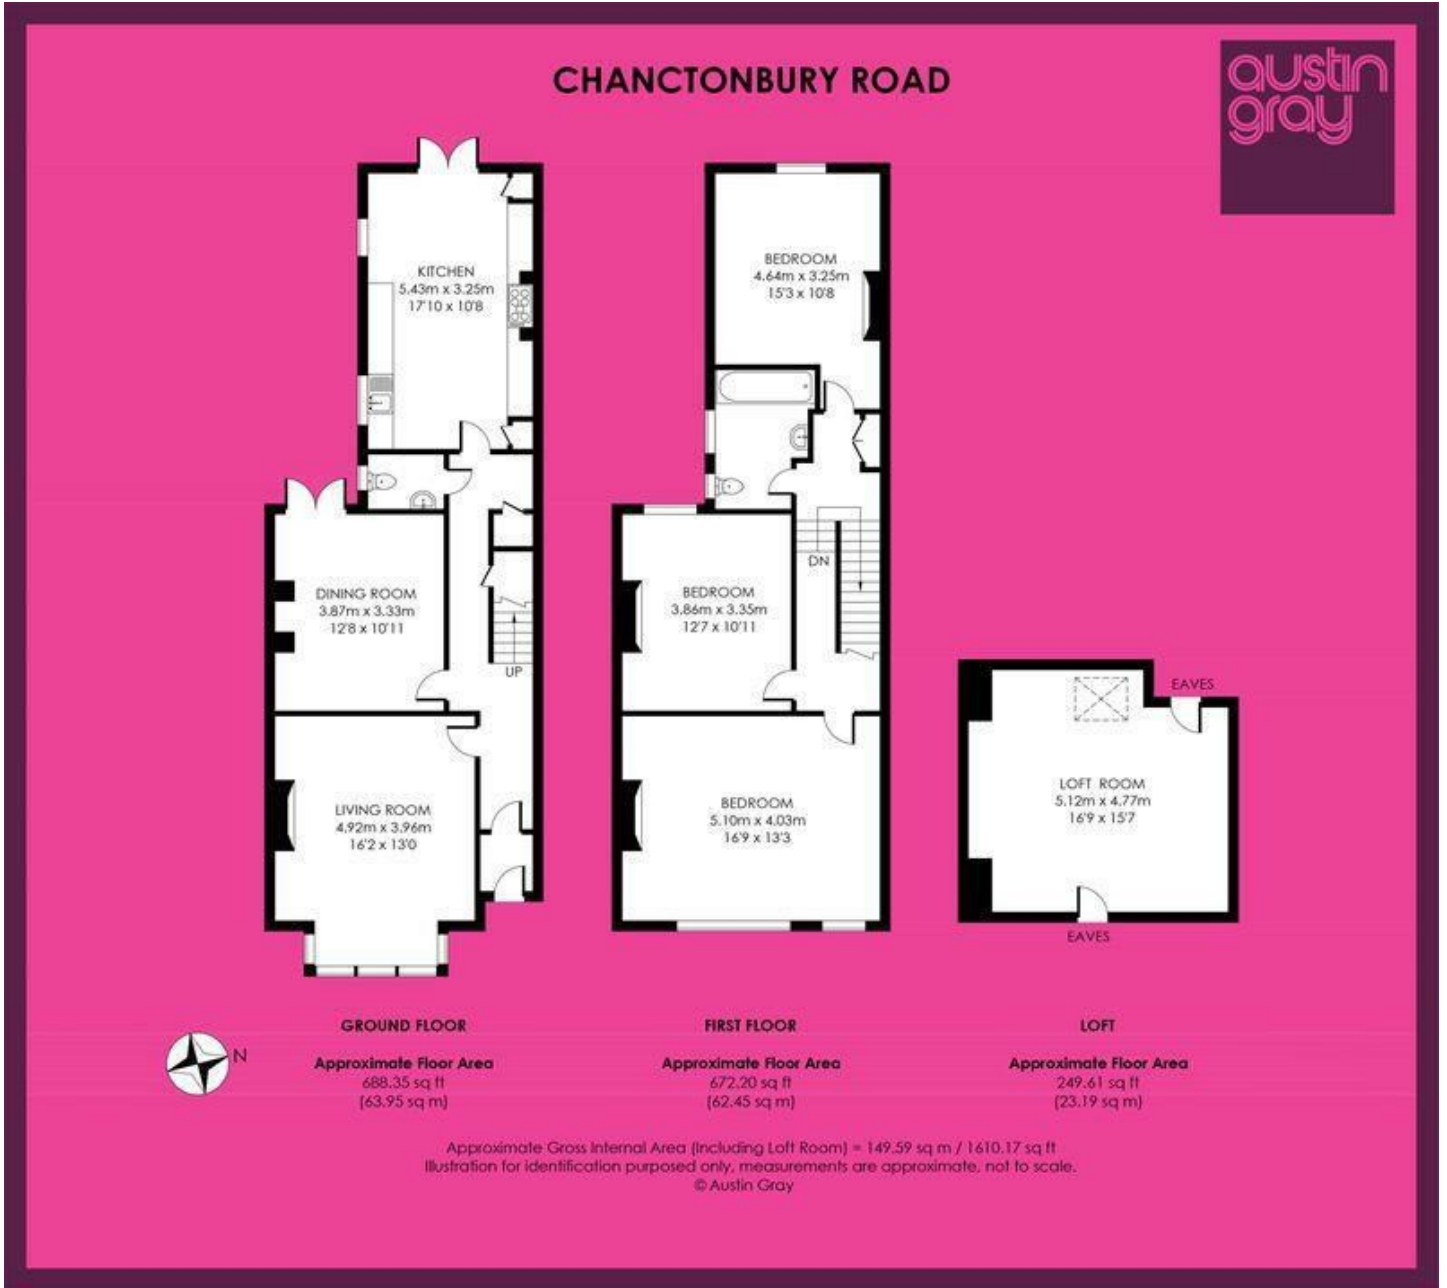 CHANCTONBURY ROAD
austin
gray
KITCHEN
5.43m x 3.25m
17'10 x 10'8
DINING ROOM
3.87m x 3.33m
12'8 x 10'11
UP
LIVING ROOM
4.92m x 3.96m
16'2 x 13'0
BEDROOM
4.64m x 3.25m
15'3 x 10'8
DN
BEDROOM
3.86m x 3.35m
12'7 x 10'11
BEDROOM
5.10m x 4.03m
16'9 x 13'3
EAVES
LOFT ROOM
5.12m x 4.77m
16'9 x 15'7
EAVES
N
GROUND FLOOR
Approximate Floor Area
688.35 sq ft
(63.95 sq m)
FIRST FLOOR
Approximate Floor Area
672.20 sq ft
(62.45 sq m)
LOFT
Approximate Floor Area
249.61 sq ft
(23.19 sq m)
Approximate Gross Internal Area (Including Loft Room) = 149.59 sq m / 1610.17 sq ft
Illustration for identification purposed only, measurements are approximate, not to scale.
© Austin Gray